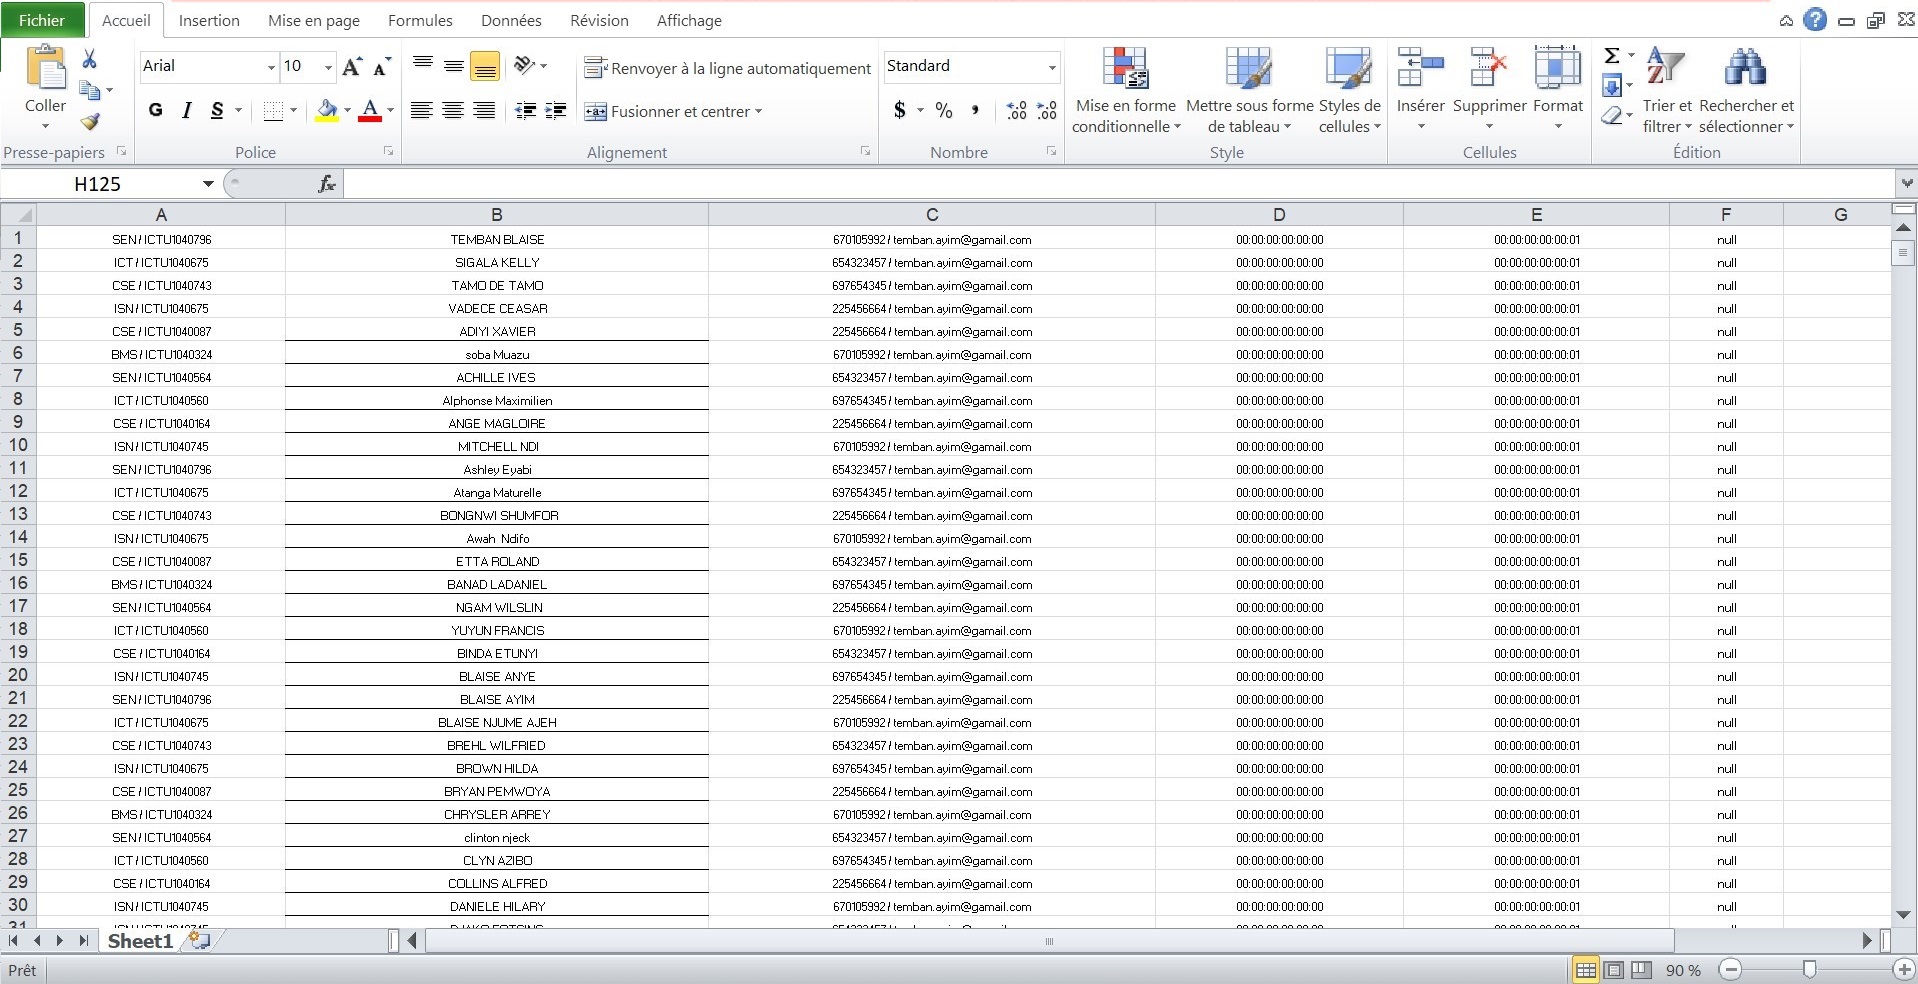 Fichier Accueil Insertion Mise en page Formules Données Révision Affichage
Arial 10 Renvoyer à la ligne automatiquement Standard
Coller G I S A Fusionner et centrer $ % Mise en forme conditionnelle Mettre sous forme de tableau Styles de cellules Insérer Supprimer Format Σ Trier et filtrer Rechercher et sélectionner
Presse-papiers Police Alignement Nombre Style Cellules Édition
H125 fx
A B C D E F G
1 SEN / ICTU1040796 TEMBAN BLAISE 670105992 / temban.ayim@gamail.com 00:00:00:00:00:00 00:00:00:00:00:01 null
2 ICT / ICTU1040675 SIGALA KELLY 654323457 / temban.ayim@gamail.com 00:00:00:00:00:00 00:00:00:00:00:01 null
3 CSE / ICTU1040743 TAMO DE TAMO 697654345 / temban.ayim@gamail.com 00:00:00:00:00:00 00:00:00:00:00:01 null
4 ISN / ICTU1040675 VADECE CEASAR 225456664 / temban.ayim@gamail.com 00:00:00:00:00:00 00:00:00:00:00:01 null
5 CSE / ICTU1040087 ADIYI XAVIER 225456664 / temban.ayim@gamail.com 00:00:00:00:00:00 00:00:00:00:00:01 null
6 BMS / ICTU1040324 soba Muazu 670105992 / temban.ayim@gamail.com 00:00:00:00:00:00 00:00:00:00:00:01 null
7 SEN / ICTU1040564 ACHILLE IVES 654323457 / temban.ayim@gamail.com 00:00:00:00:00:00 00:00:00:00:00:01 null
8 ICT / ICTU1040560 Alphonse Maximilien 697654345 / temban.ayim@gamail.com 00:00:00:00:00:00 00:00:00:00:00:01 null
9 CSE / ICTU1040164 ANGE MAGLOIRE 225456664 / temban.ayim@gamail.com 00:00:00:00:00:00 00:00:00:00:00:01 null
10 ISN / ICTU1040745 MITCHELL NDI 670105992 / temban.ayim@gamail.com 00:00:00:00:00:00 00:00:00:00:00:01 null
11 SEN / ICTU1040796 Ashley Eyabi 654323457 / temban.ayim@gamail.com 00:00:00:00:00:00 00:00:00:00:00:01 null
12 ICT / ICTU1040675 Atanga Maturelle 697654345 / temban.ayim@gamail.com 00:00:00:00:00:00 00:00:00:00:00:01 null
13 CSE / ICTU1040743 BONGNWI SHUMFOR 225456664 / temban.ayim@gamail.com 00:00:00:00:00:00 00:00:00:00:00:01 null
14 ISN / ICTU1040675 Awah Ndifo 670105992 / temban.ayim@gamail.com 00:00:00:00:00:00 00:00:00:00:00:01 null
15 CSE / ICTU1040087 ETTA ROLAND 654323457 / temban.ayim@gamail.com 00:00:00:00:00:00 00:00:00:00:00:01 null
16 BMS / ICTU1040324 BANAD LADANIEL 697654345 / temban.ayim@gamail.com 00:00:00:00:00:00 00:00:00:00:00:01 null
17 SEN / ICTU1040564 NGAM WILSLIN 225456664 / temban.ayim@gamail.com 00:00:00:00:00:00 00:00:00:00:00:01 null
18 ICT / ICTU1040560 YUYUN FRANCIS 670105992 / temban.ayim@gamail.com 00:00:00:00:00:00 00:00:00:00:00:01 null
19 CSE / ICTU1040164 BINDA ETUNYI 654323457 / temban.ayim@gamail.com 00:00:00:00:00:00 00:00:00:00:00:01 null
20 ISN / ICTU1040745 BLAISE ANYE 697654345 / temban.ayim@gamail.com 00:00:00:00:00:00 00:00:00:00:00:01 null
21 SEN / ICTU1040796 BLAISE AYIM 225456664 / temban.ayim@gamail.com 00:00:00:00:00:00 00:00:00:00:00:01 null
22 ICT / ICTU1040675 BLAISE NJUME AJEH 670105992 / temban.ayim@gamail.com 00:00:00:00:00:00 00:00:00:00:00:01 null
23 CSE / ICTU1040743 BREHL WILFRIED 654323457 / temban.ayim@gamail.com 00:00:00:00:00:00 00:00:00:00:00:01 null
24 ISN / ICTU1040675 BROWN HILDA 697654345 / temban.ayim@gamail.com 00:00:00:00:00:00 00:00:00:00:00:01 null
25 CSE / ICTU1040087 BRYAN PEMWOYA 225456664 / temban.ayim@gamail.com 00:00:00:00:00:00 00:00:00:00:00:01 null
26 BMS / ICTU1040324 CHRYSLER ARREY 670105992 / temban.ayim@gamail.com 00:00:00:00:00:00 00:00:00:00:00:01 null
27 SEN / ICTU1040564 clinton njeck 654323457 / temban.ayim@gamail.com 00:00:00:00:00:00 00:00:00:00:00:01 null
28 ICT / ICTU1040560 CLYN AZIBO 697654345 / temban.ayim@gamail.com 00:00:00:00:00:00 00:00:00:00:00:01 null
29 CSE / ICTU1040164 COLLINS ALFRED 225456664 / temban.ayim@gamail.com 00:00:00:00:00:00 00:00:00:00:00:01 null
30 ISN / ICTU1040745 DANIELE HILARY 670105992 / temban.ayim@gamail.com 00:00:00:00:00:00 00:00:00:00:00:01 null
31
Sheet1
Prêt 90 %